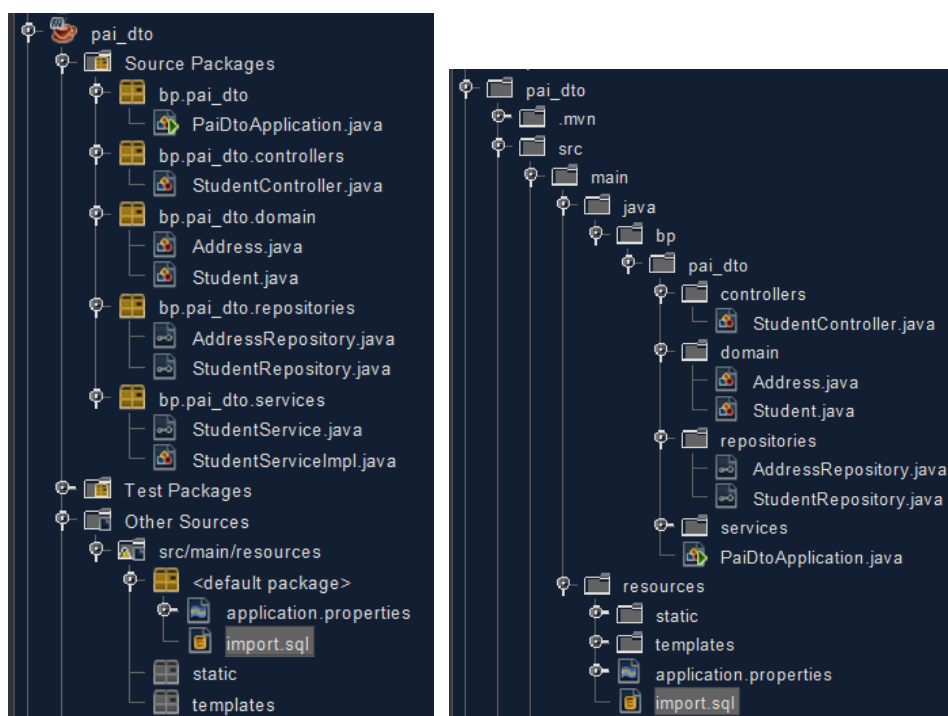 pai_dto
Source Packages
bp.pai_dto
PaiDtoApplication.java
bp.pai_dto.controllers
StudentController.java
bp.pai_dto.domain
Address.java
Student.java
bp.pai_dto.repositories
AddressRepository.java
StudentRepository.java
bp.pai_dto.services
StudentService.java
StudentServiceImpl.java
Test Packages
Other Sources
src/main/resources
<default package>
application.properties
import.sql
static
templates
pai_dto
.mvn
src
main
java
bp
pai_dto
controllers
StudentController.java
domain
Address.java
Student.java
repositories
AddressRepository.java
StudentRepository.java
services
PaiDtoApplication.java
resources
static
templates
application.properties
import.sql